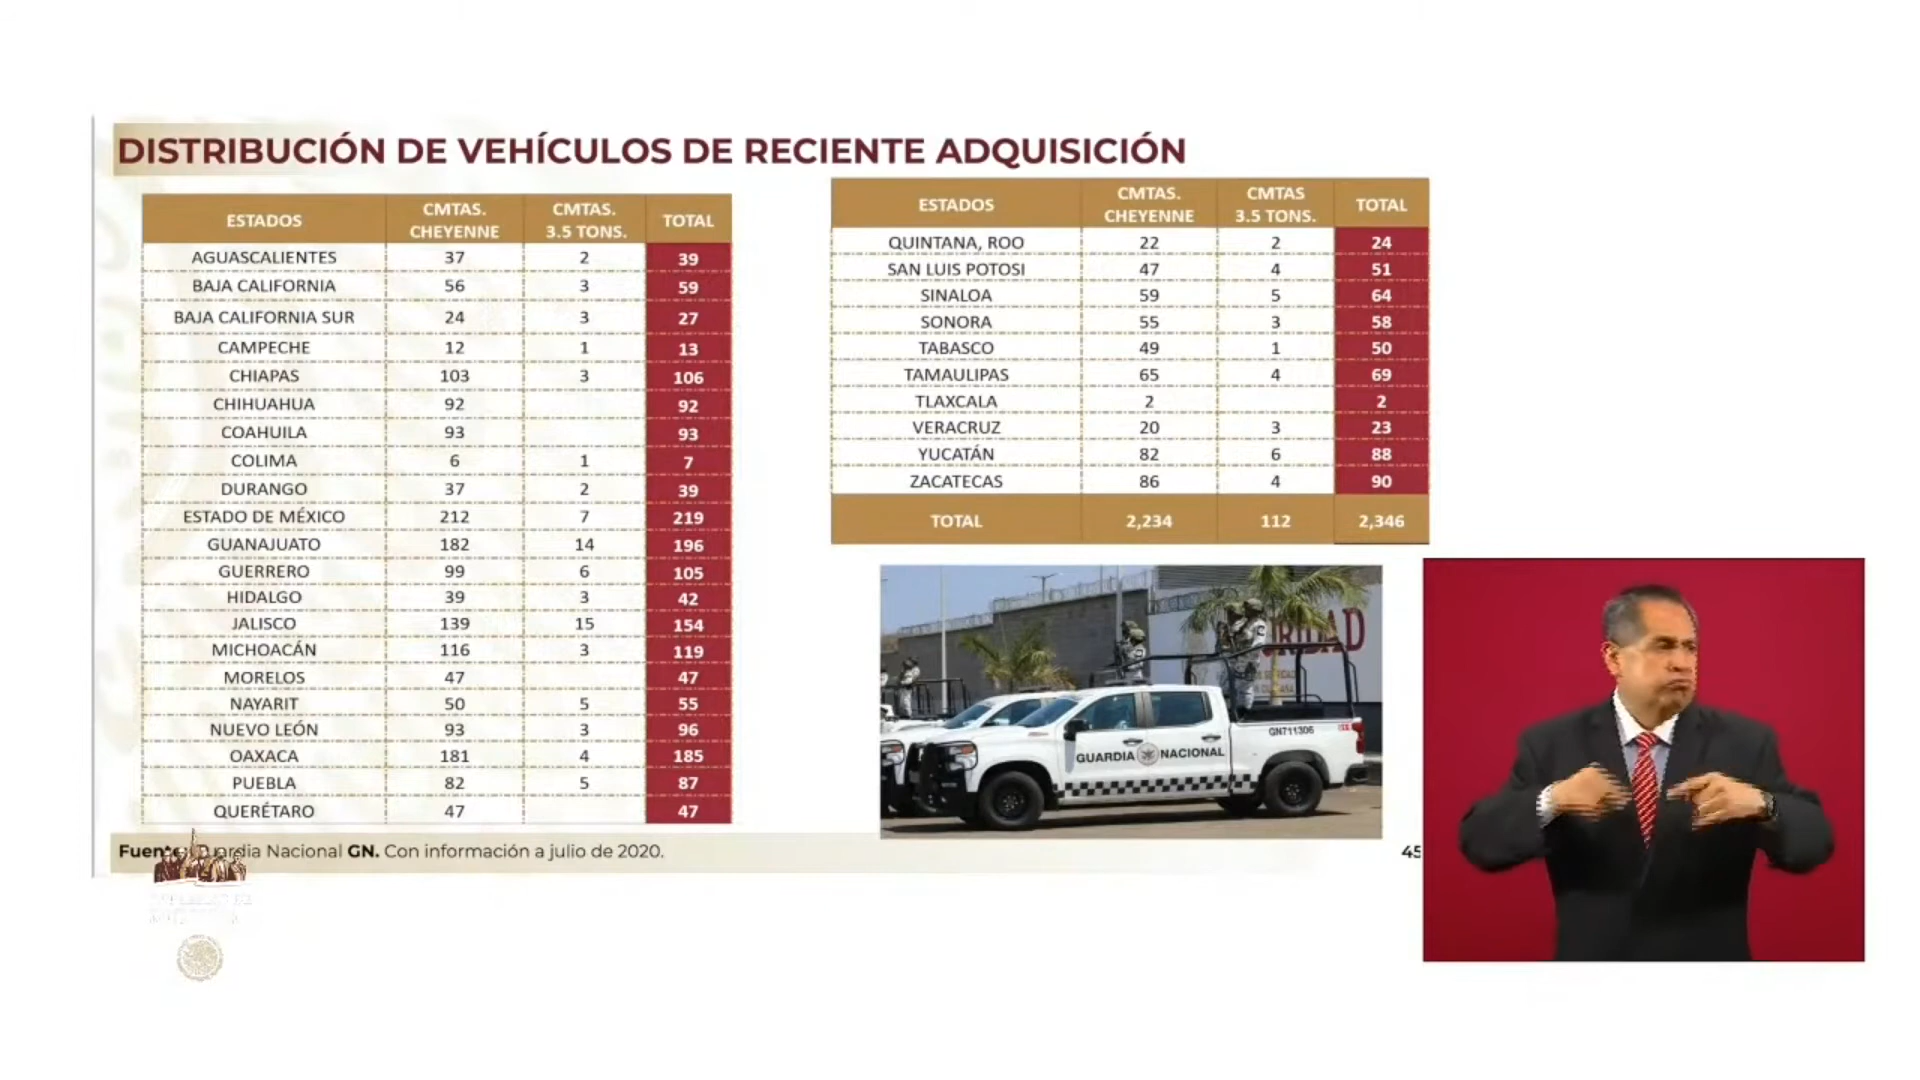 DISTRIBUCIÓN DE VEHÍCULOS DE RECIENTE ADQUISICIÓN
ESTADOS CMTAS. CHEYENNE CMTAS. 3.5 TONS. TOTAL
AGUASCALIENTES 37 2 39
BAJA CALIFORNIA 56 3 59
BAJA CALIFORNIA SUR 24 3 27
CAMPECHE 12 1 13
CHIAPAS 103 3 106
CHIHUAHUA 92 92
COAHUILA 93 93
COLIMA 6 1 7
DURANGO 37 2 39
ESTADO DE MÉXICO 212 7 219
GUANAJUATO 182 14 196
GUERRERO 99 6 105
HIDALGO 39 3 42
JALISCO 139 15 154
MICHOACÁN 116 3 119
MORELOS 47 47
NAYARIT 50 5 55
NUEVO LEÓN 93 3 96
OAXACA 181 4 185
PUEBLA 82 5 87
QUERÉTARO 47 47
ESTADOS CMTAS. CHEYENNE CMTAS 3.5 TONS. TOTAL
QUINTANA, ROO 22 2 24
SAN LUIS POTOSI 47 4 51
SINALOA 59 5 64
SONORA 55 3 58
TABASCO 49 1 50
TAMAULIPAS 65 4 69
TLAXCALA 2 2
VERACRUZ 20 3 23
YUCATÁN 82 6 88
ZACATECAS 86 4 90
TOTAL 2,234 112 2,346
GUARDIA NACIONAL
GN711306
Fuente: Guardia Nacional GN. Con información a julio de 2020.
45